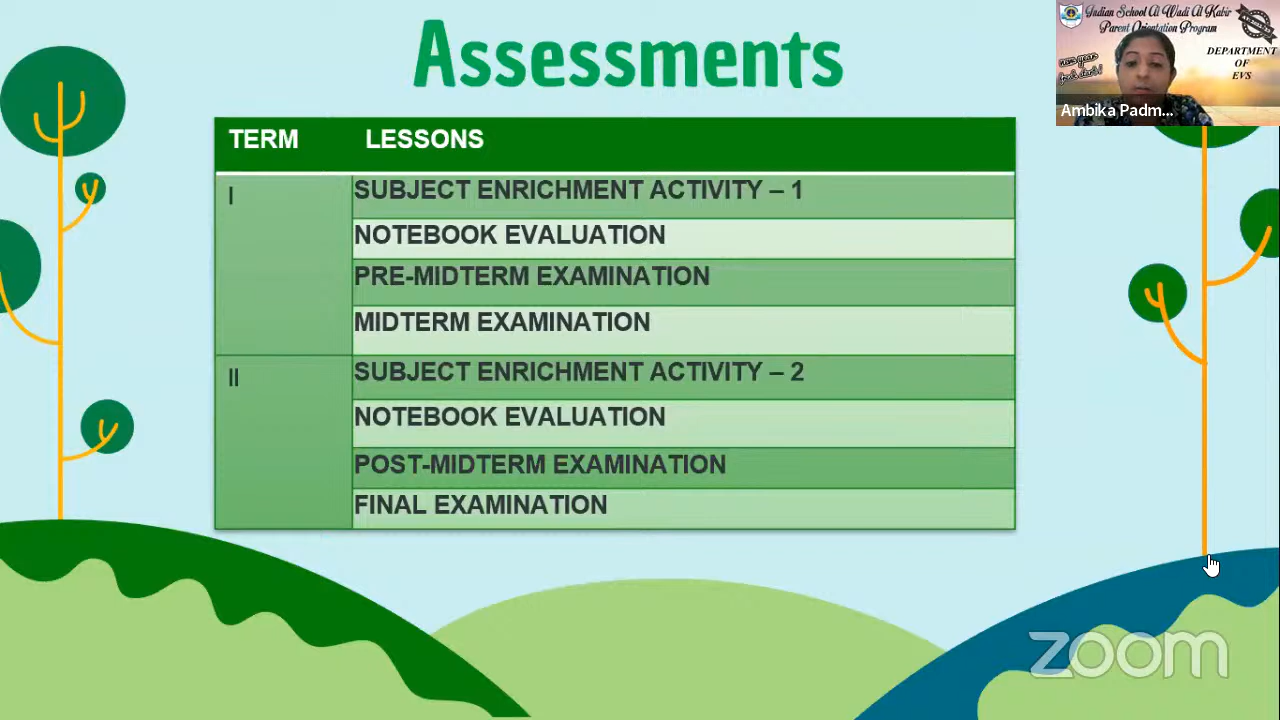 Assessments
TERM LESSONS
I
SUBJECT ENRICHMENT ACTIVITY – 1
NOTEBOOK EVALUATION
PRE-MIDTERM EXAMINATION
MIDTERM EXAMINATION
II
SUBJECT ENRICHMENT ACTIVITY – 2
NOTEBOOK EVALUATION
POST-MIDTERM EXAMINATION
FINAL EXAMINATION
Indian School Al Wadi Al Kabir
Parent Orientation Program
DEPARTMENT
OF
EVS
Ambika Padm...
zoom